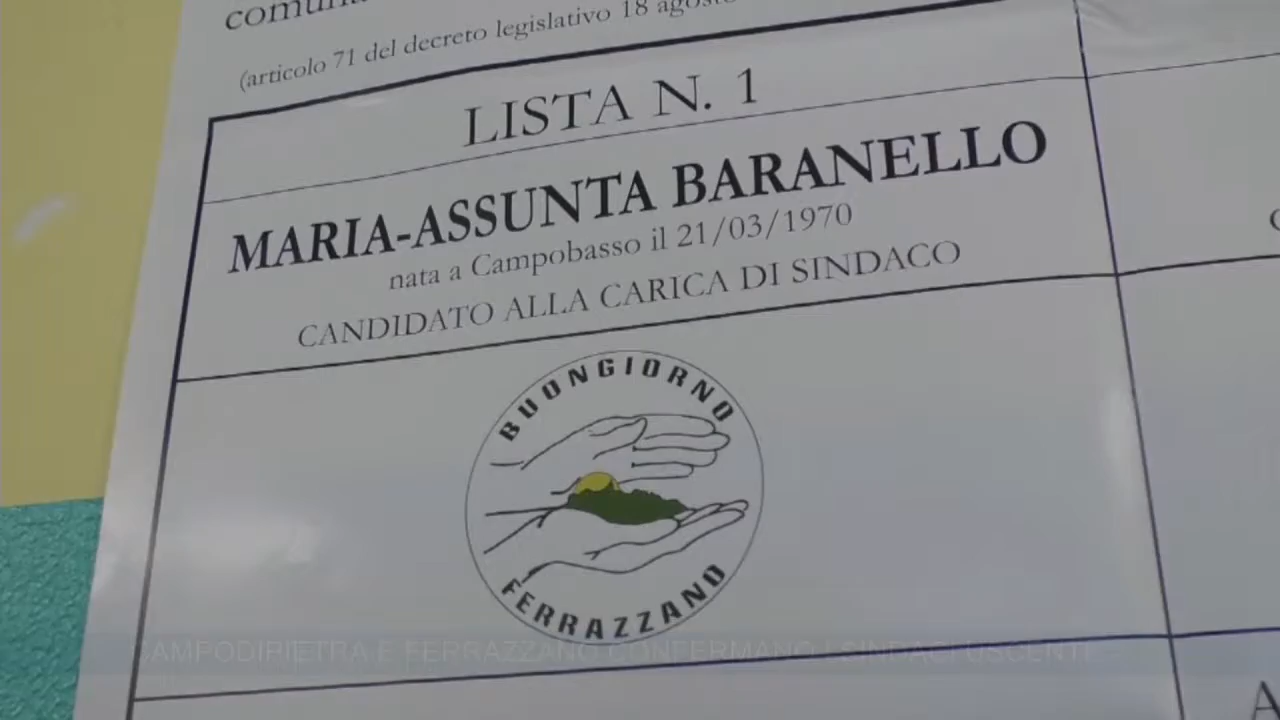 (articolo 71 del decreto legislativo 18
LISTA N. 1
MARIA-ASSUNTA BARANELLO
nata a Campobasso il 21/03/1970
CANDIDATO ALLA CARICA DI SINDACO
BUONGIORNO
FERRAZZANO
CAMPODIPIETRA E FERRAZZANO CONFERMANO I SINDACI USCENTI